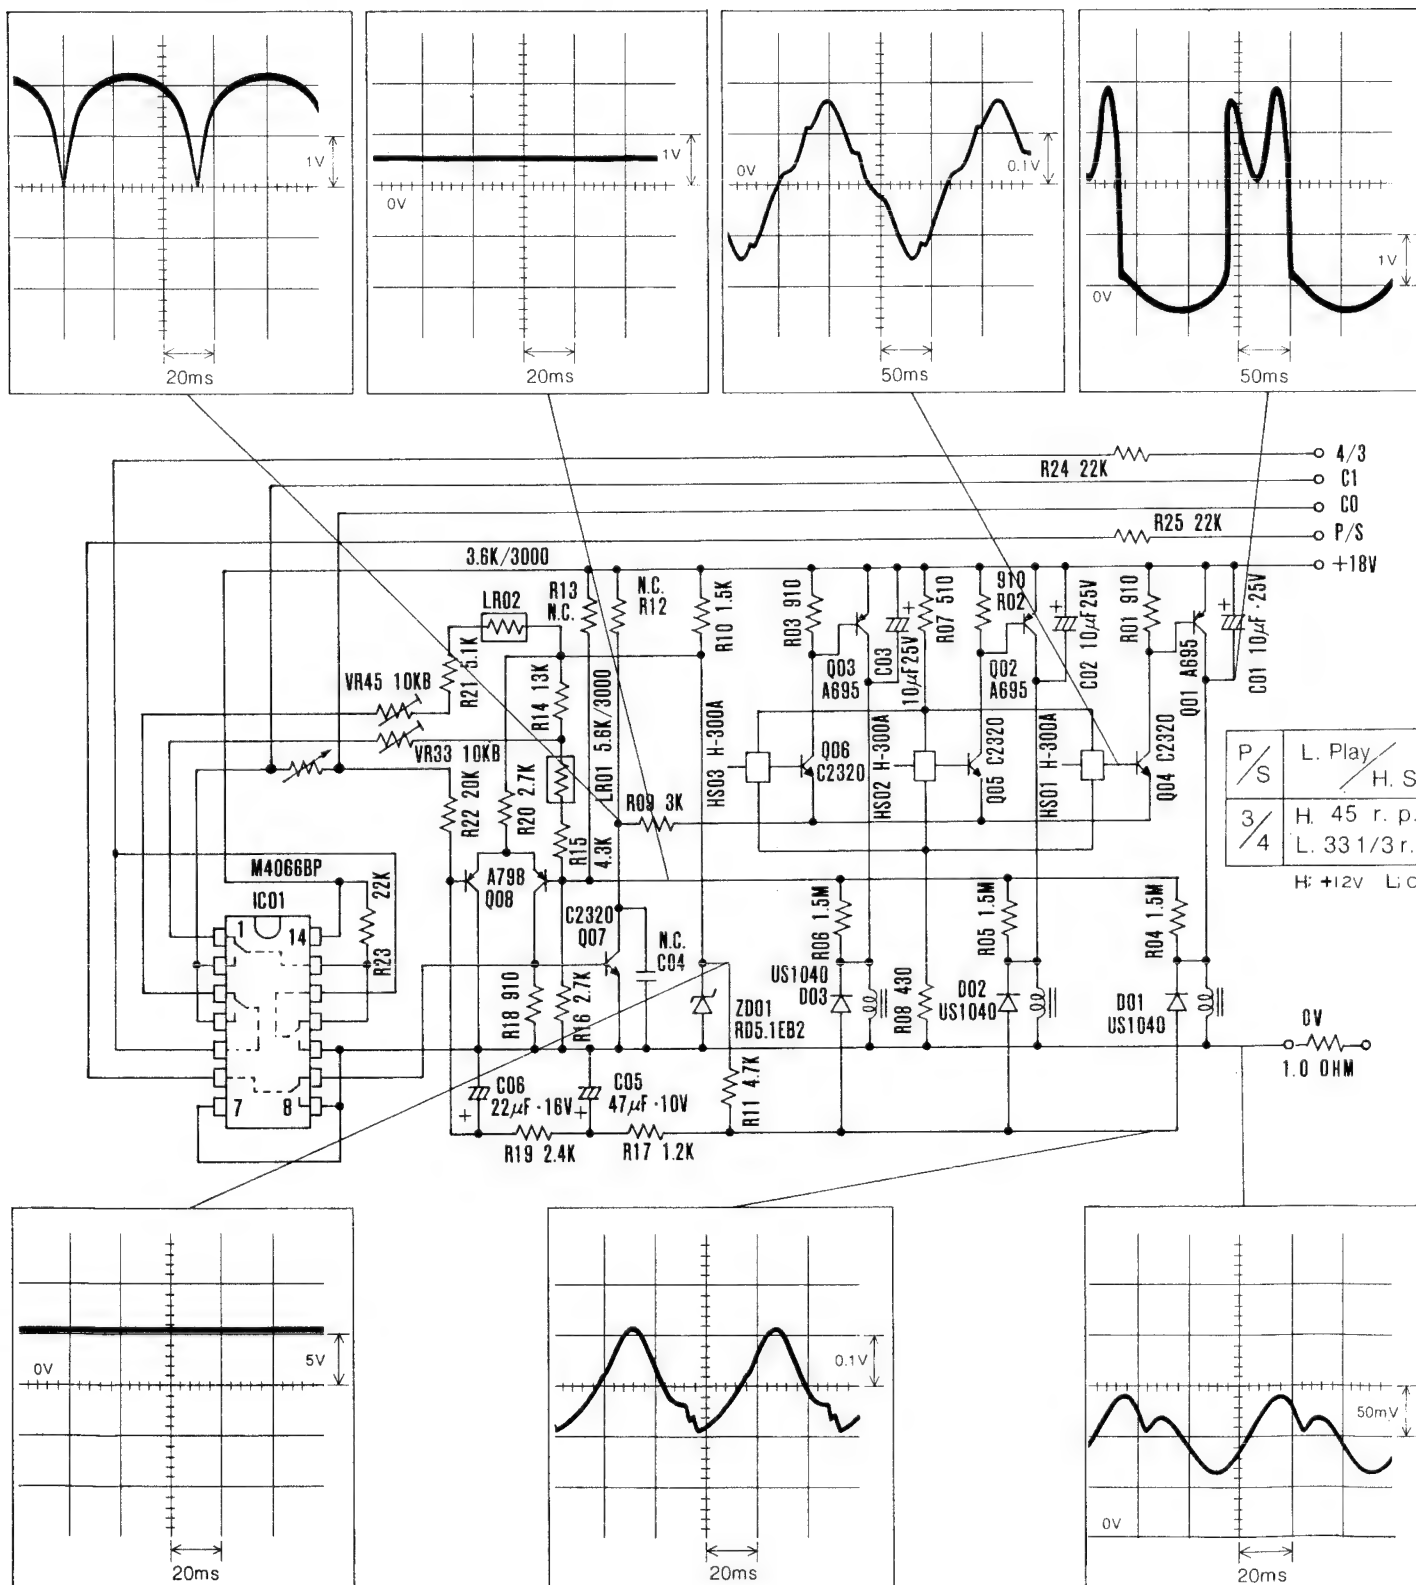 1V
20ms
0V
1V
20ms
0V
0.1V
50ms
0V
1V
50ms
R24 22K
4/3
C1
C0
R25 22K
P/S
+18V
3.6K/3000
LR02
R13
N.C.
N.C.
R12
R10 1.5K
R03 910
Q03
A695
C03
10μF25V
R07 510
910
R02
Q02
A695
C02 10μF25V
R01 910
Q01 A695
C01 10μF·25V
R21 5.1K
VR45 10KB
R14 13K
VR33 10KB
LR01 5.6K/3000
R22 20K
R20 2.7K
R09 3K
R15
4.3K
HS03 H-300A
Q06
C2320
HS02 H-300A
Q05 C2320
HS01 H-300A
Q04 C2320
P/S
L. Play/
H. S
3/4
H. 45 r. p.
L. 33 1/3 r.
H: +12V L: 0
M4066BP
IC01
1
14
7
8
22K
R23
A798
Q08
C2320
Q07
N.C.
C04
R18 910
R16 2.7K
ZD01
RD5.1EB2
R06 1.5M
US1040
D03
R08 430
R05 1.5M
D02
US1040
R04 1.5M
D01
US1040
0V
1.0 OHM
C06
22μF·16V
+
C05
47μF·10V
+
R11 4.7K
R19 2.4K
R17 1.2K
0V
5V
20ms
0.1V
20ms
50mV
0V
20ms